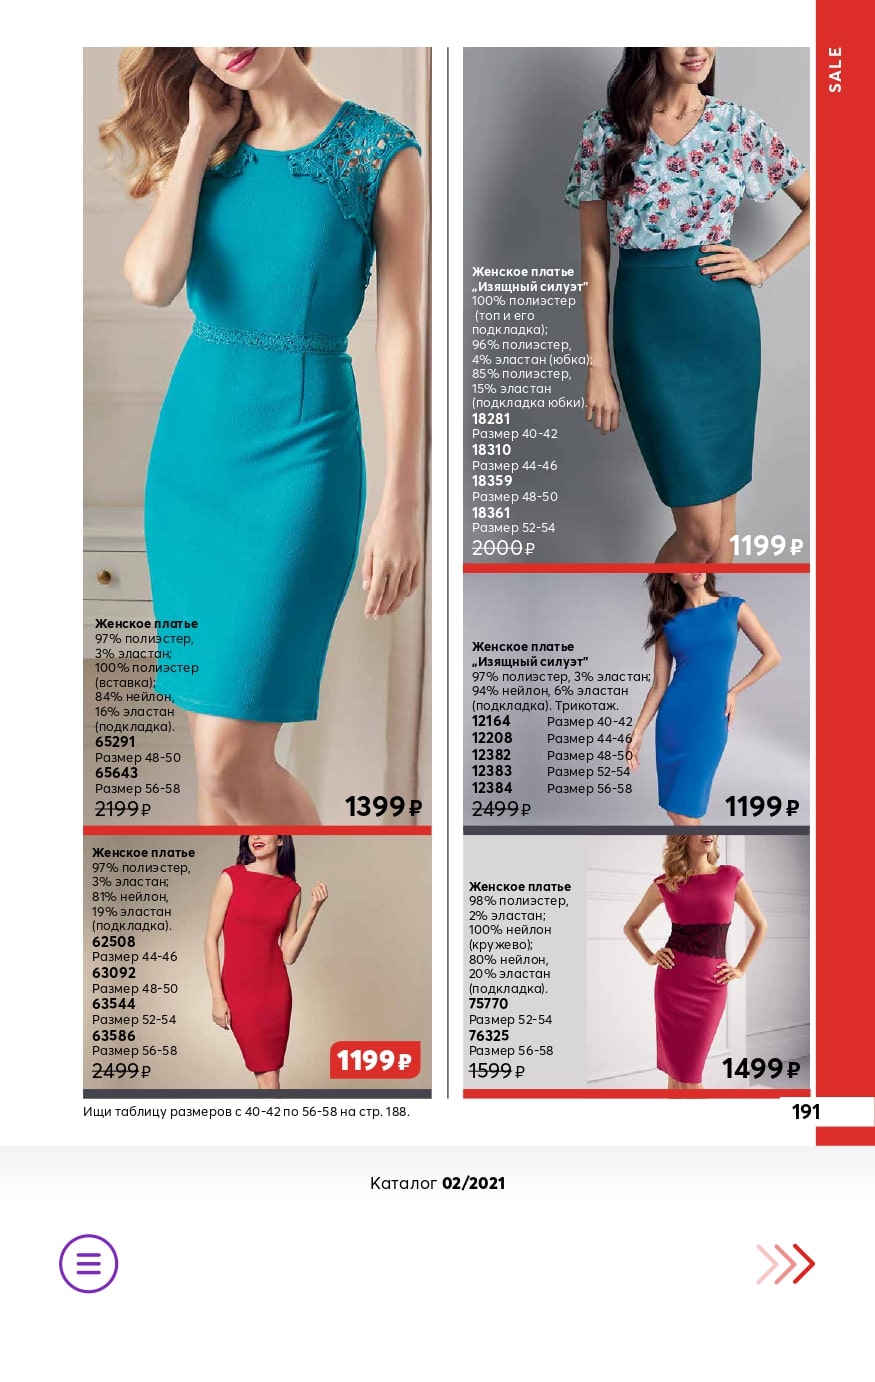 SALE
Женское платье
97% полиэстер,
3% эластан;
100% полиэстер
(вставка);
84% нейлон,
16% эластан
(подкладка).
65291
Размер 48-50
65643
Размер 56-58
2199 ₽
1399 ₽
Женское платье
„Изящный силуэт"
100% полиэстер
(топ и его
подкладка);
96% полиэстер,
4% эластан (юбка);
85% полиэстер,
15% эластан
(подкладка юбки).
18281
Размер 40-42
18310
Размер 44-46
18359
Размер 48-50
18361
Размер 52-54
2000 ₽
1199 ₽
Женское платье
„Изящный силуэт"
97% полиэстер, 3% эластан;
94% нейлон, 6% эластан
(подкладка). Трикотаж.
12164 Размер 40-42
12208 Размер 44-46
12382 Размер 48-50
12383 Размер 52-54
12384 Размер 56-58
2499 ₽
1199 ₽
Женское платье
97% полиэстер,
3% эластан;
81% нейлон,
19% эластан
(подкладка).
62508
Размер 44-46
63092
Размер 48-50
63544
Размер 52-54
63586
Размер 56-58
2499 ₽
1199 ₽
Женское платье
98% полиэстер,
2% эластан;
100% нейлон
(кружево);
80% нейлон,
20% эластан
(подкладка).
75770
Размер 52-54
76325
Размер 56-58
1599 ₽
1499 ₽
Ищи таблицу размеров с 40-42 по 56-58 на стр. 188.
191
Каталог 02/2021